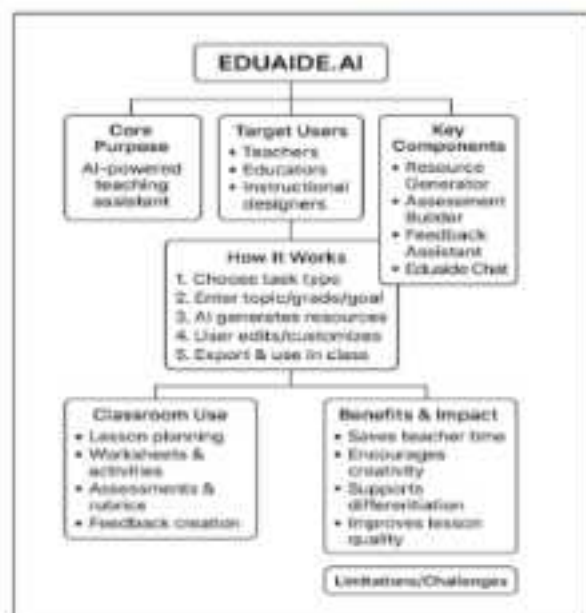 EDUAIDE.AI
Core
Purpose
AI-powered
teaching
assistant
Target Users
• Teachers
• Educators
• Instructional
designers
Key
Components
• Resource
Generator
• Assessment
Builder
• Feedback
Assistant
• Eduaide Chat
How It Works
1. Choose task type
2. Enter topic/grade/goal
3. AI generates resources
4. User edits/customizes
5. Export & use in class
Classroom Use
• Lesson planning
• Worksheets &
activities
• Assessments &
rubrics
• Feedback creation
Benefits & Impact
• Saves teacher time
• Encourages
creativity
• Supports
differentiation
• Improves lesson
quality
Limitations/Challenges